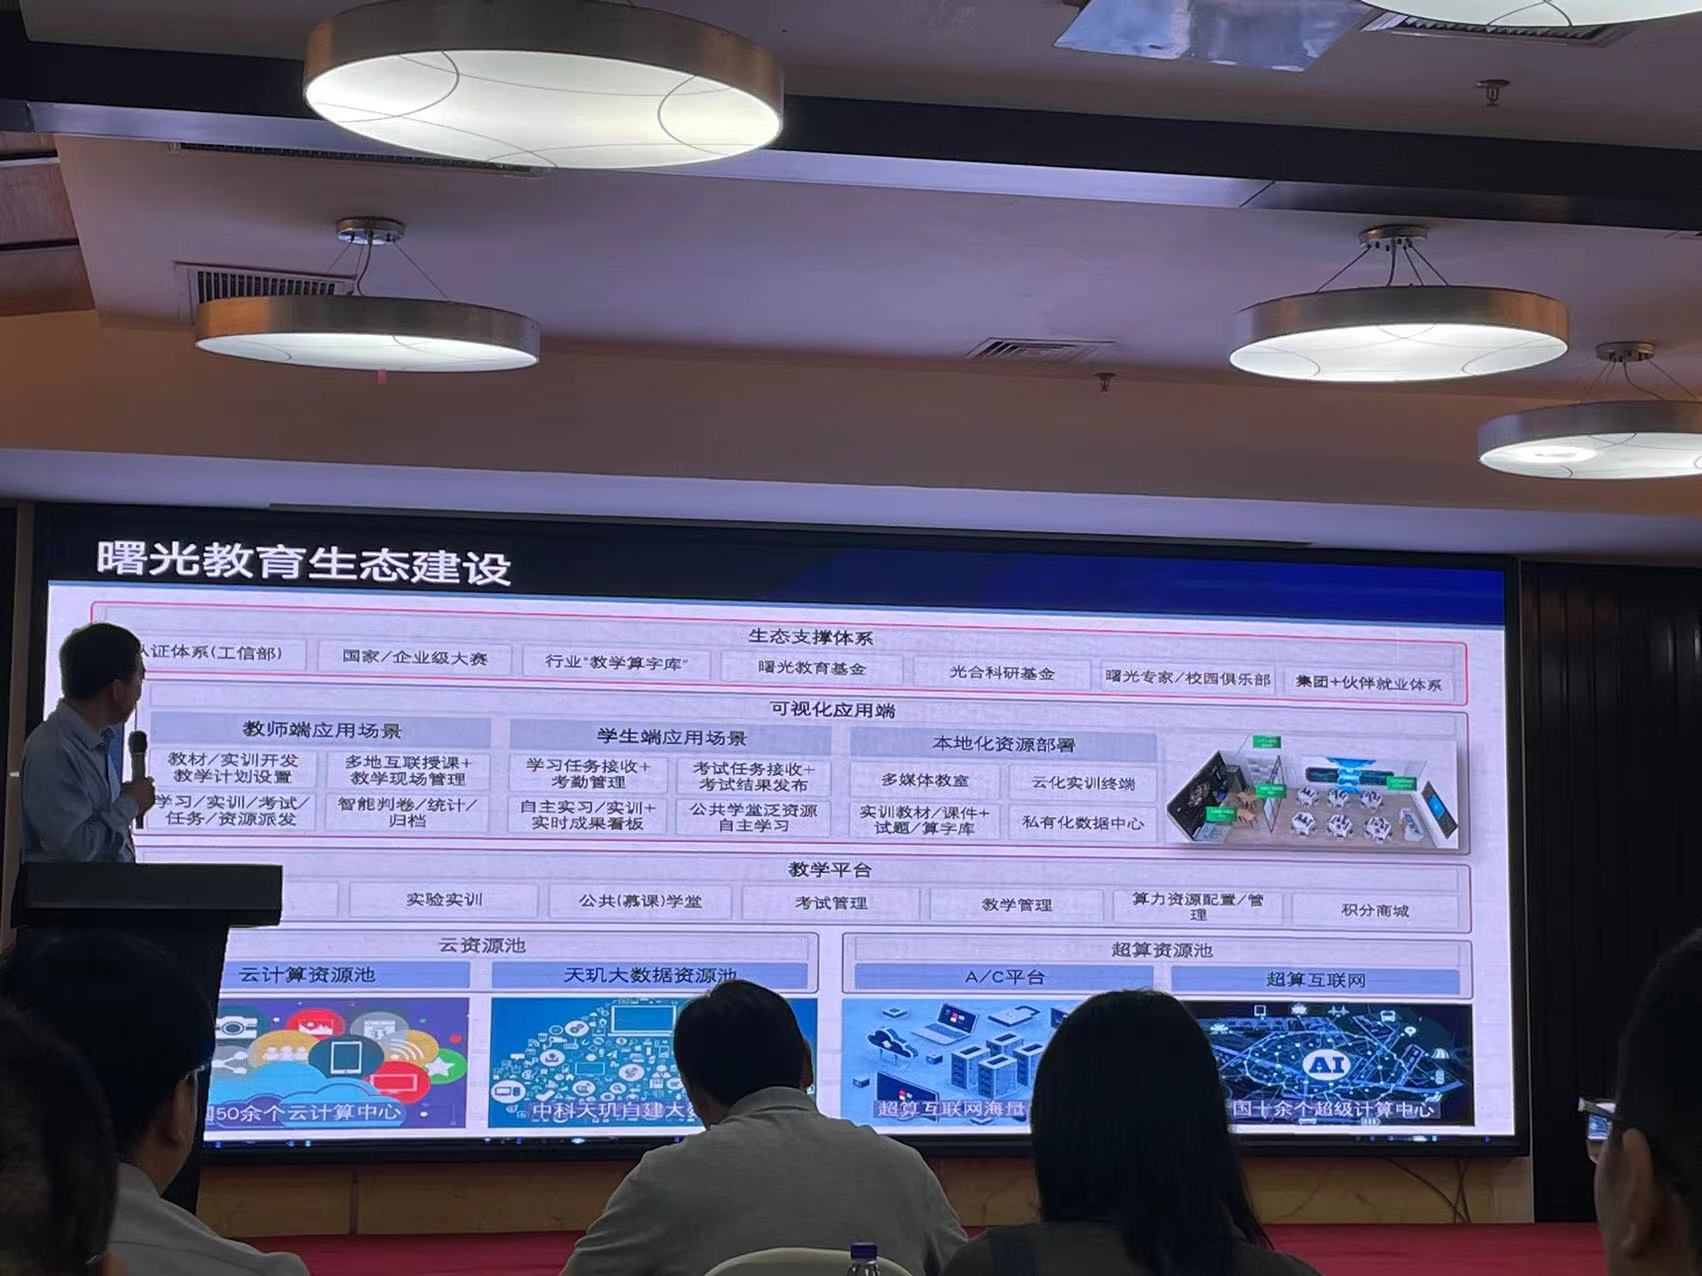 曙光教育生态建设
生态支撑体系
认证体系(工信部)
国家/企业级大赛
行业"教学算字库"
曙光教育基金
光合科研基金
曙光专家/校园俱乐部
集团+伙伴就业体系
可视化应用端
教师端应用场景
教材/实训开发
教学计划设置
多地互联授课+
教学现场管理
学习/实训/考试/
任务/资源派发
智能判卷/统计/
归档
学生端应用场景
学习任务接收+
考勤管理
考试任务接收+
考试结果发布
自主实习/实训+
实时成果看板
公共学堂泛资源
自主学习
本地化资源部署
多媒体教室
云化实训终端
实训教材/课件+
试题/算字库
私有化数据中心
教学平台
实验实训
公共(慕课)学堂
考试管理
教学管理
算力资源配置/管
理
积分商城
云资源池
云计算资源池
天玑大数据资源池
50余个云计算中心
中科天玑自建大
超算资源池
A/C平台
超算互联网
超算互联网海量
AI
国十余个超级计算中心